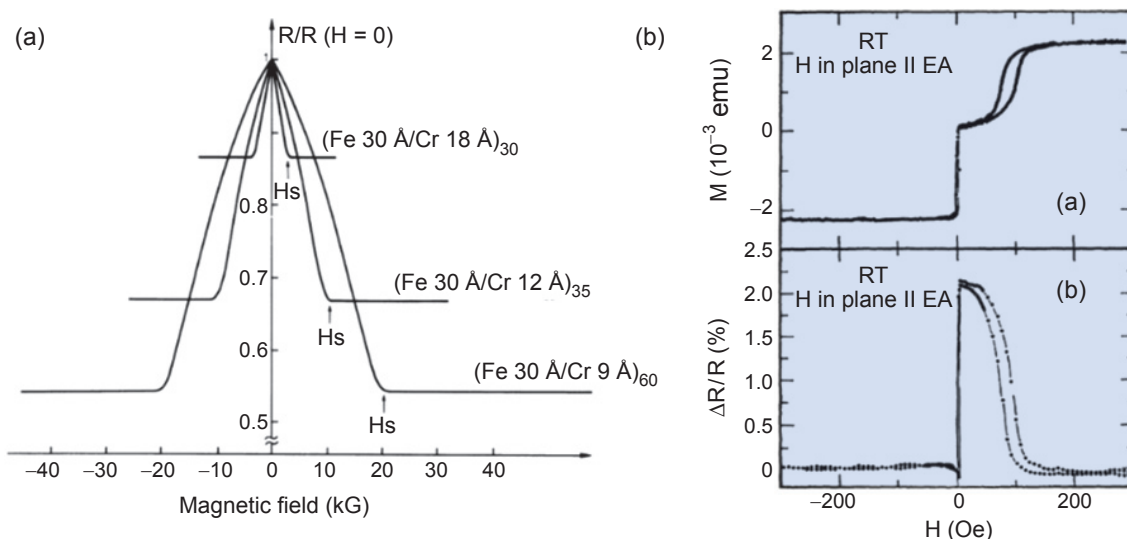 (a)
R/R (H = 0)
(Fe 30 Å/Cr 18 Å)30
Hs
0.8
0.7
(Fe 30 Å/Cr 12 Å)35
Hs
0.6
(Fe 30 Å/Cr 9 Å)60
0.5
Hs
−40 −30 −20 −10 0 10 20 30 40
Magnetic field (kG)
(b)
RT
H in plane II EA
2
0
−2
M (10−3 emu)
(a)
2.5
2.0
1.5
1.0
2.5
0
ΔR/R (%)
RT
H in plane II EA
(b)
−200 0 200
H (Oe)